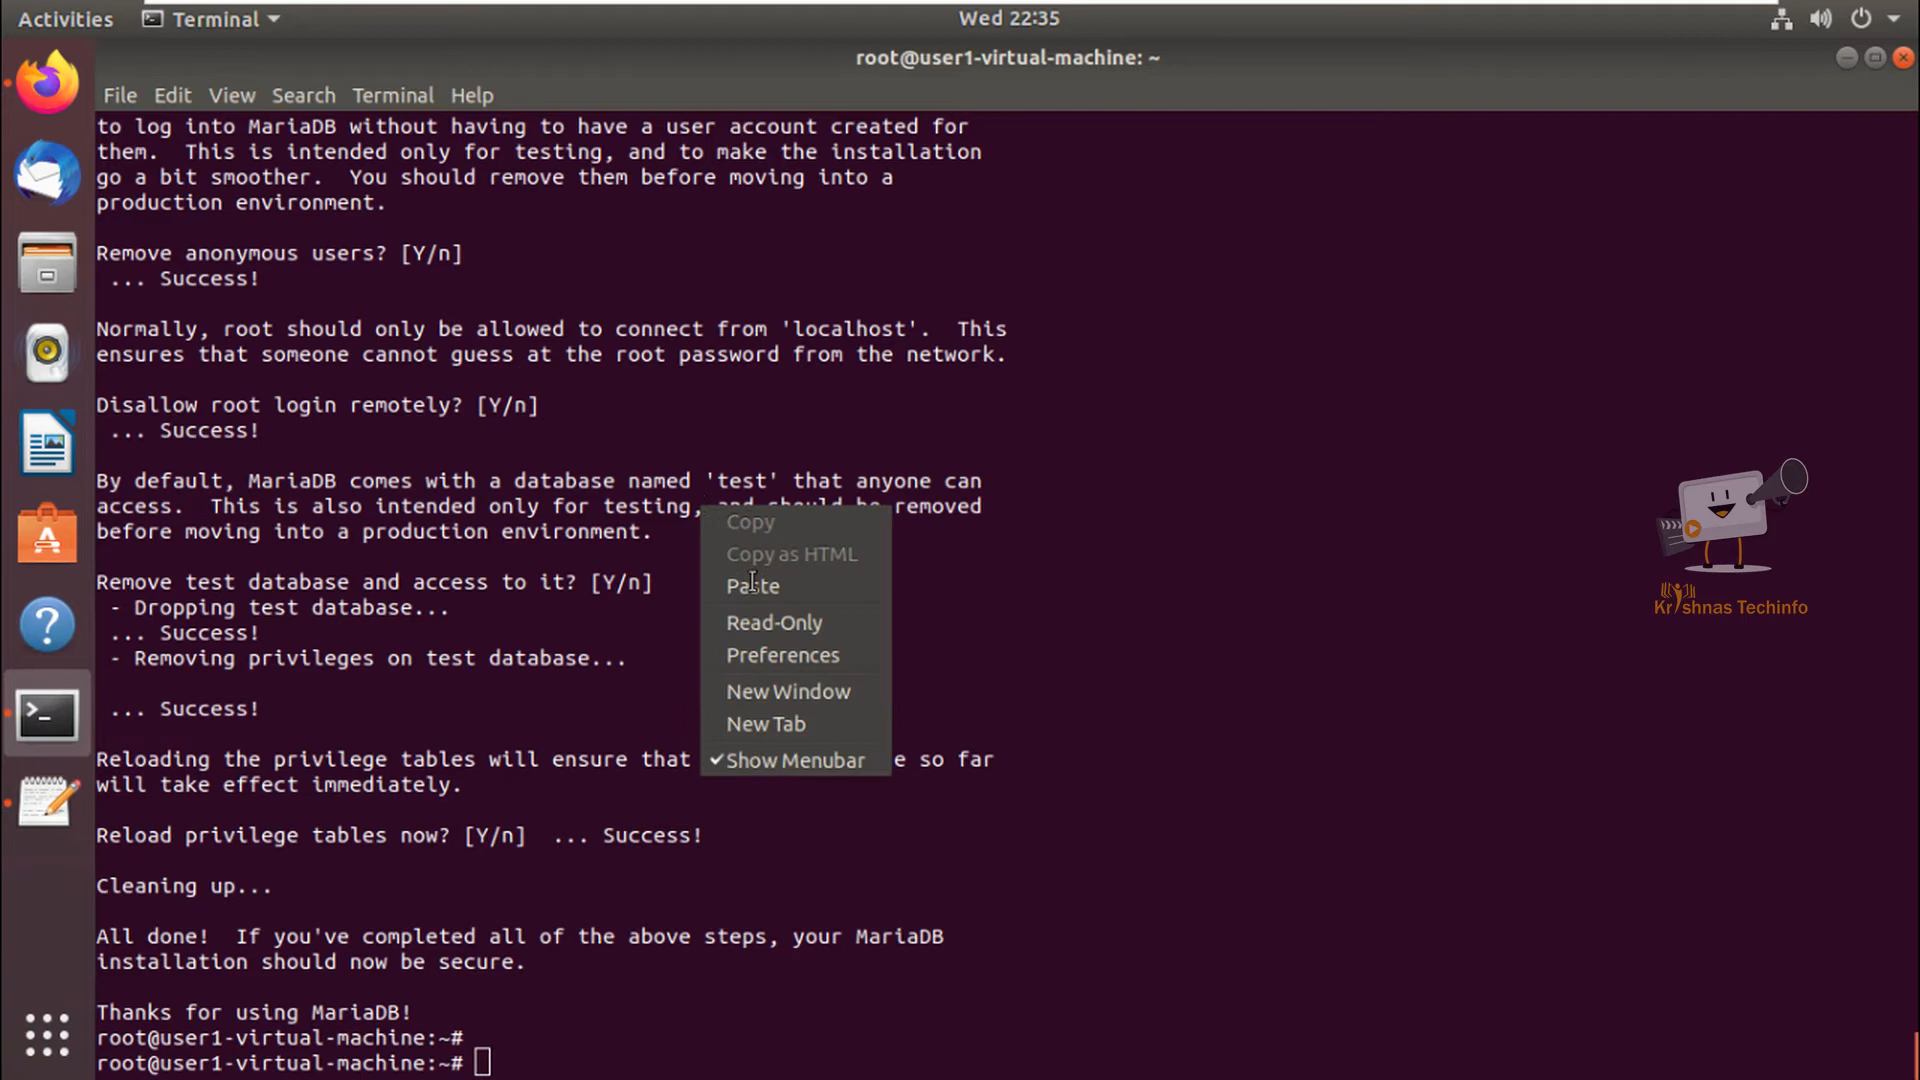 Activities
Terminal
Wed 22:35
root@user1-virtual-machine: ~
File Edit View Search Terminal Help
to log into MariaDB without having to have a user account created for
them.  This is intended only for testing, and to make the installation
go a bit smoother.  You should remove them before moving into a
production environment.
Remove anonymous users? [Y/n]
... Success!
Normally, root should only be allowed to connect from 'localhost'.  This
ensures that someone cannot guess at the root password from the network.
Disallow root login remotely? [Y/n]
... Success!
By default, MariaDB comes with a database named 'test' that anyone can
access.  This is also intended only for testing, and should be removed
before moving into a production environment.
Remove test database and access to it? [Y/n]
- Dropping test database...
... Success!
- Removing privileges on test database...
... Success!
Reloading the privilege tables will ensure that e so far
will take effect immediately.
Reload privilege tables now? [Y/n]  ... Success!
Cleaning up...
All done!  If you've completed all of the above steps, your MariaDB
installation should now be secure.
Thanks for using MariaDB!
root@user1-virtual-machine:~#
root@user1-virtual-machine:~#
Copy
Copy as HTML
Paste
Read-Only
Preferences
New Window
New Tab
Show Menubar
Krishnas Techinfo